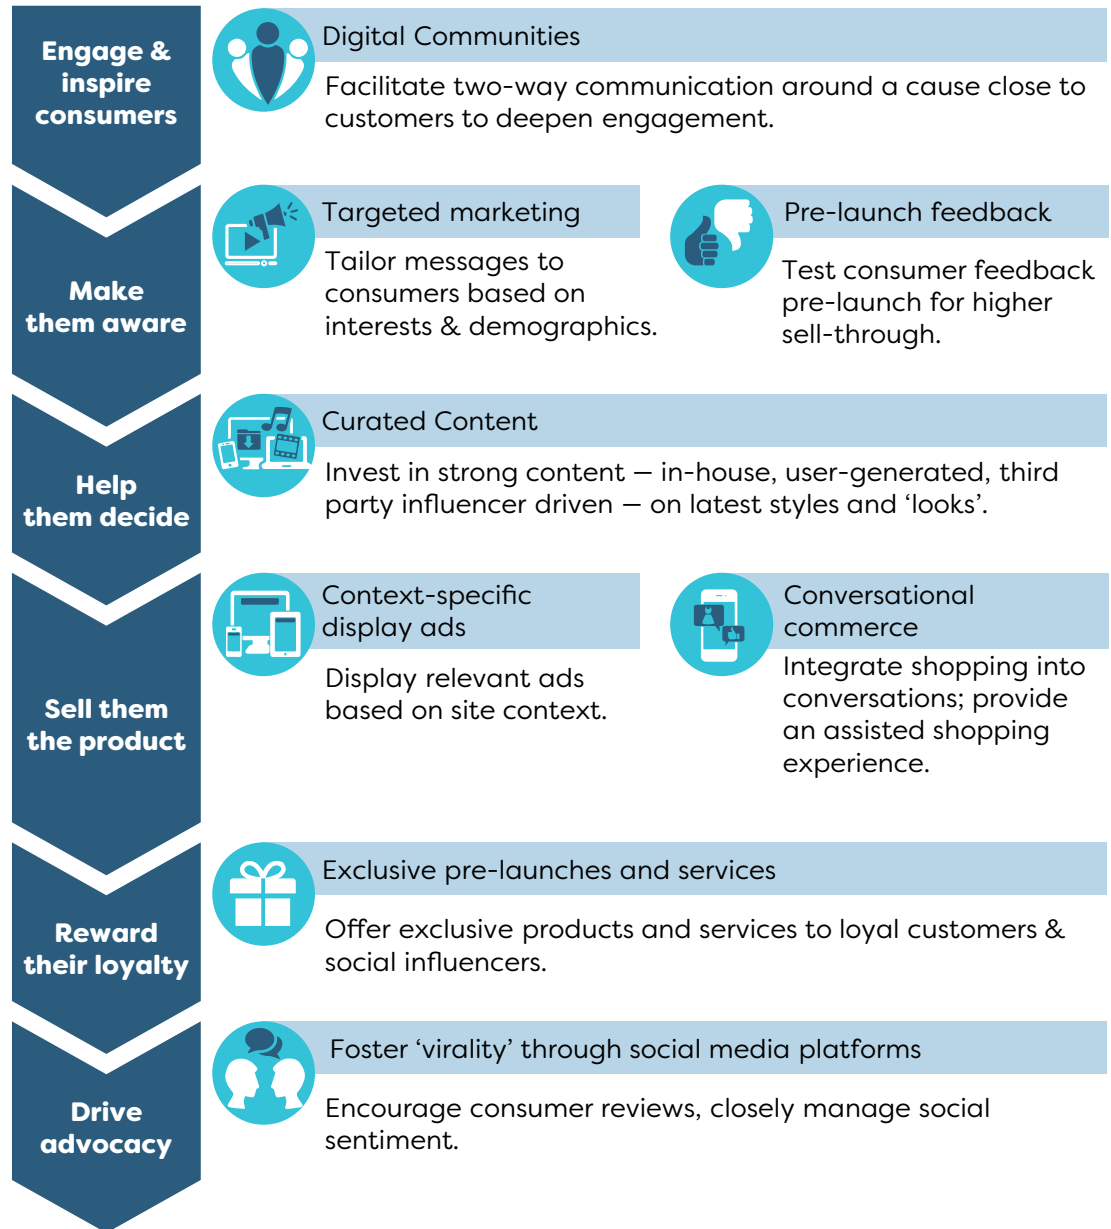 Engage &
inspire
consumers
Digital Communities
Facilitate two-way communication around a cause close to
customers to deepen engagement.
Make
them aware
Targeted marketing
Tailor messages to
consumers based on
interests & demographics.
Pre-launch feedback
Test consumer feedback
pre-launch for higher
sell-through.
Help
them decide
Curated Content
Invest in strong content — in-house, user-generated, third
party influencer driven — on latest styles and ‘looks’.
Sell them
the product
Context-specific
display ads
Display relevant ads
based on site context.
Conversational
commerce
Integrate shopping into
conversations; provide
an assisted shopping
experience.
Reward
their loyalty
Exclusive pre-launches and services
Offer exclusive products and services to loyal customers &
social influencers.
Drive
advocacy
Foster ‘virality’ through social media platforms
Encourage consumer reviews, closely manage social
sentiment.